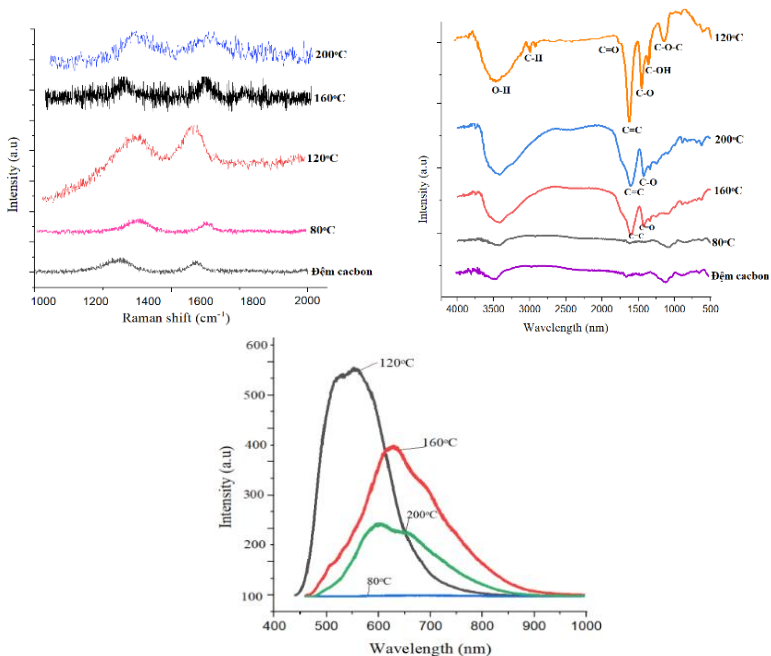 200°C
160°C
120°C
80°C
Đệm cacbon
Intensity (a.u)
1000
1200
1400
1600
1800
2000
Raman shift (cm⁻¹)
120°C
C=O
C-O-C
C-H
C-OH
O-H
C-O
C=C
200°C
C-O
C=C
160°C
C-O
C-C
80°C
Đệm cacbon
Intensity (a.u)
4000
3500
3000
2500
2000
1500
1000
500
Wavelength (nm)
600
500
400
300
200
100
Intensity (a.u)
120°C
160°C
200°C
80°C
400
500
600
700
800
900
1000
Wavelength (nm)